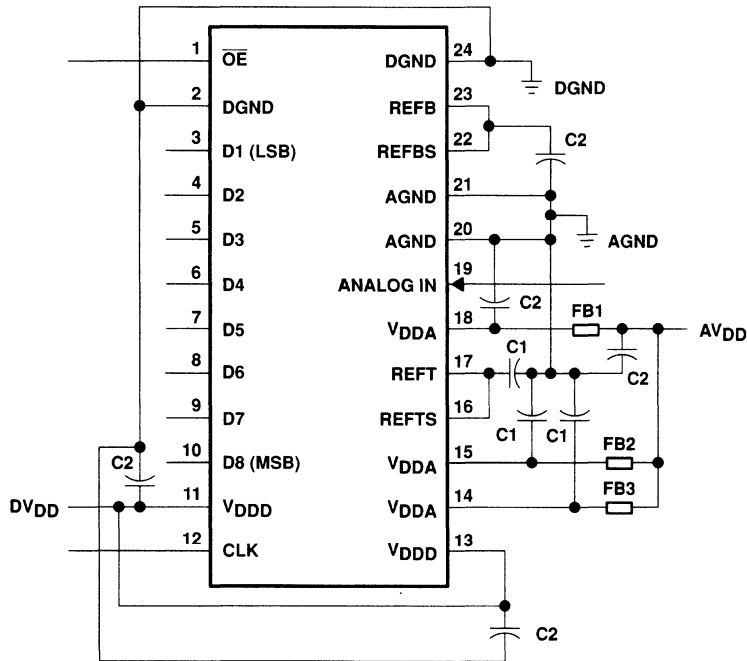 1 OE DGND 24
DGND
2 DGND REFB 23
3 D1 (LSB) REFBS 22
C2
4 D2 AGND 21
5 D3 AGND 20
AGND
6 D4 ANALOG IN 19
C2
7 D5 VDDA 18
FB1
AVDD
8 D6 REFT 17
C1
C2
9 D7 REFTS 16
C1 C1
10 D8 (MSB) VDDA 15
FB2
C2
DVDD
11 VDDD VDDA 14
FB3
12 CLK VDDD 13
C2